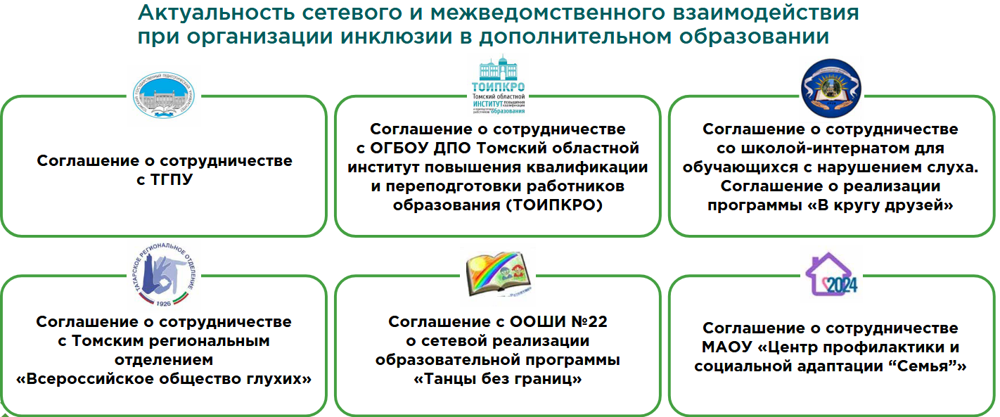 Актуальность сетевого и межведомственного взаимодействия
при организации инклюзии в дополнительном образовании
ТОМСКИЙ ГОСУДАРСТВЕННЫЙ ПЕДАГОГИЧЕСКИЙ УНИВЕРСИТЕТ
Соглашение о сотрудничестве
с ТГПУ
ТОИПКРО
Томский областной
ИНСТИТУТ повышения
квалификации
и переподготовки
работников образования
Соглашение о сотрудничестве
с ОГБОУ ДПО Томский областной
институт повышения квалификации
и переподготовки работников
образования (ТОИПКРО)
Соглашение о сотрудничестве
со школой-интернатом для
обучающихся с нарушением слуха.
Соглашение о реализации
программы «В кругу друзей»
ТАТАРСКОЕ РЕГИОНАЛЬНОЕ ОТДЕЛЕНИЕ
1926
Соглашение о сотрудничестве
с Томским региональным
отделением
«Всероссийское общество глухих»
Соглашение с ООШИ №22
о сетевой реализации
образовательной программы
«Танцы без границ»
2024
Соглашение о сотрудничестве
МАОУ «Центр профилактики и
социальной адаптации “Семья”»